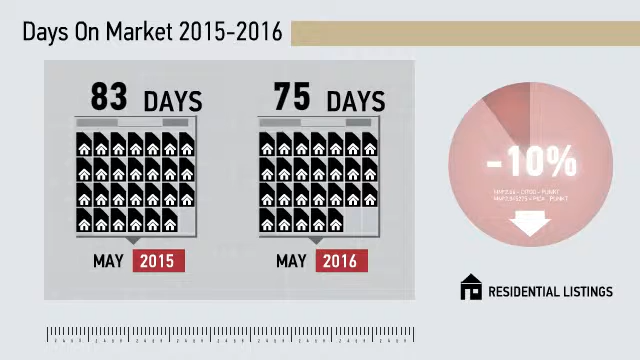 Days On Market 2015-2016
83 DAYS
75 DAYS
MAY 2015
MAY 2016
-10%
RESIDENTIAL LISTINGS